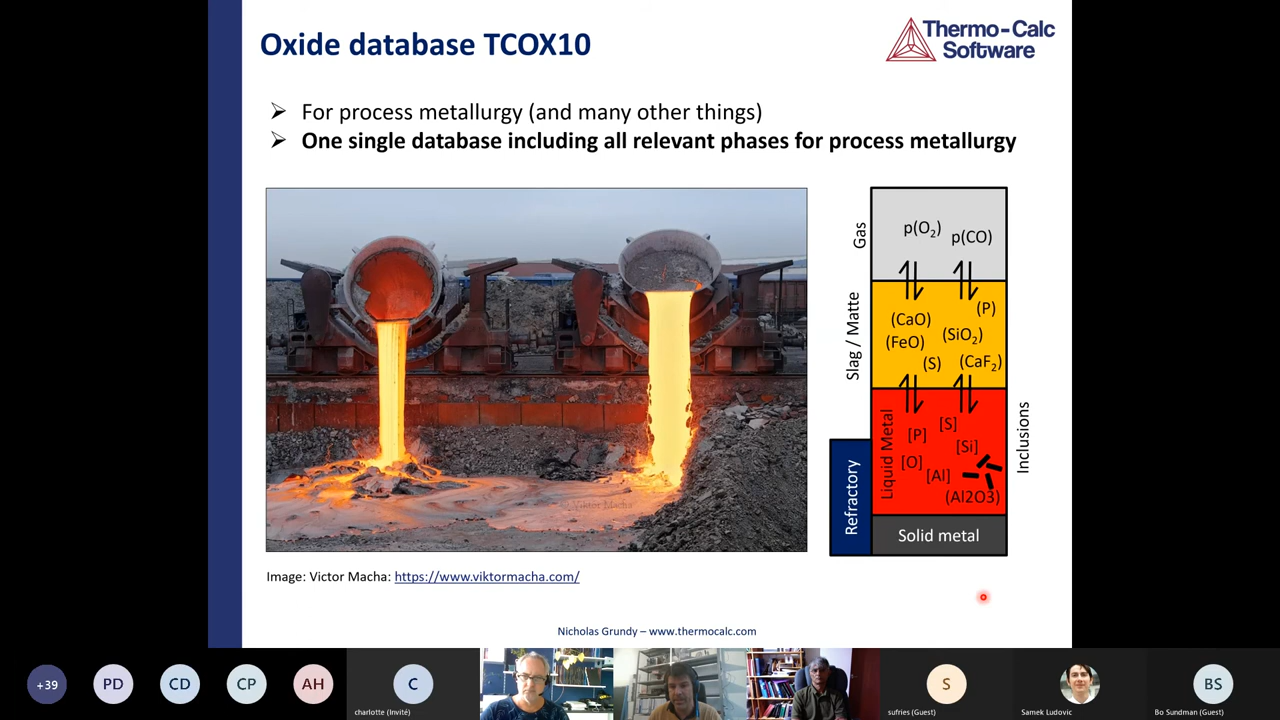 Oxide database TCOX10
Thermo-Calc
Software
➢ For process metallurgy (and many other things)
➢ One single database including all relevant phases for process metallurgy
Gas
p(O₂)
p(CO)
Slag / Matte
(P)
(CaO)
(SiO₂)
(FeO)
(S)
(CaF₂)
Liquid Metal
[S]
[P]
[Si]
[O]
[Al]
(Al2O3)
Inclusions
Refractory
Solid metal
Viktor Macha
Image: Victor Macha: https://www.viktormacha.com/
Nicholas Grundy – www.thermocalc.com
+39
PD
CD
CP
AH
C
S
BS
charlotte (Invité)
sufries (Guest)
Samek Ludovic
Bo Sundman (Guest)